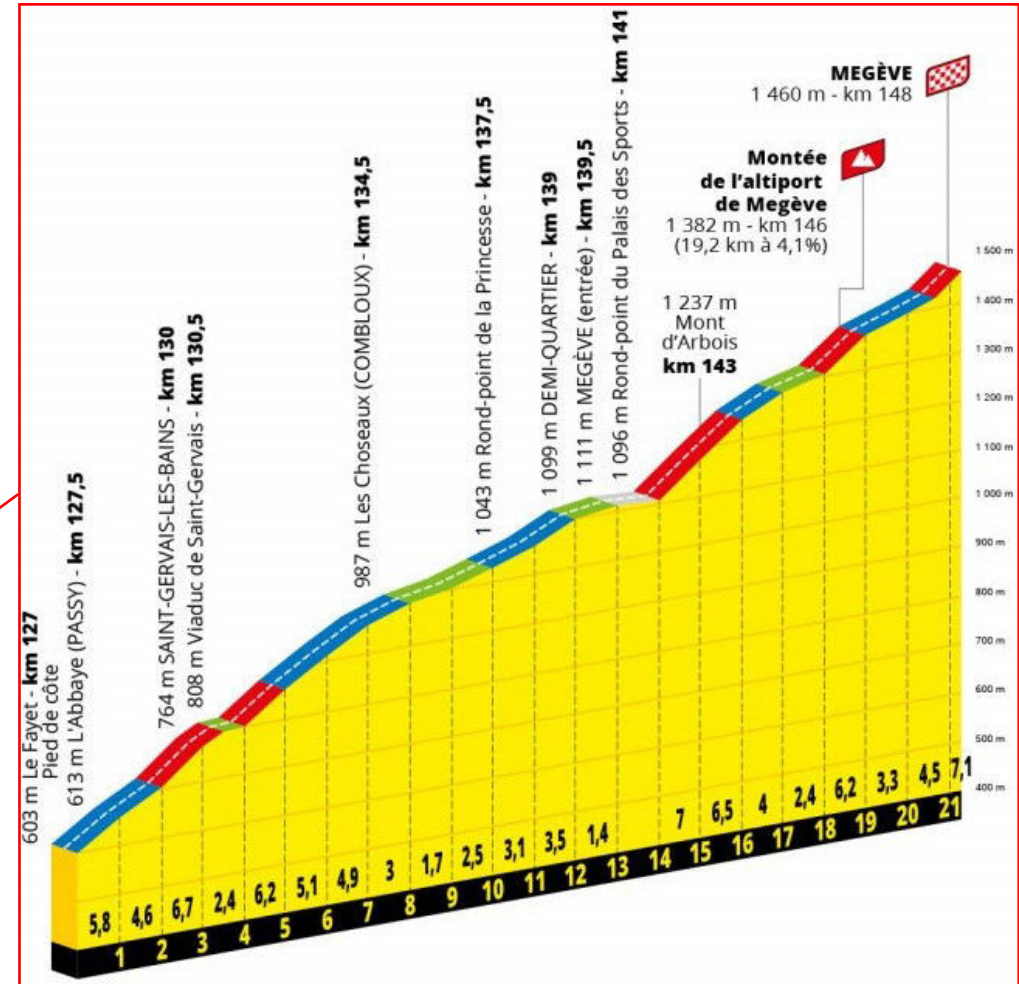 603 m Le Fayet - km 127
Pied de côte
613 m L'Abbaye (PASSY) - km 127,5
764 m SAINT-GERVAIS-LES-BAINS - km 130
808 m Viaduc de Saint-Gervais - km 130,5
987 m Les Choseaux (COMBLOUX) - km 134,5
1 043 m Rond-point de la Princesse - km 137,5
1 099 m DEMI-QUARTIER - km 139
1 111 m MEGÈVE (entrée) - km 139,5
1 096 m Rond-point du Palais des Sports - km 141
1 237 m
Mont
d'Arbois
km 143
Montée
de l'altiport
de Megève
1 382 m - km 146
(19,2 km à 4,1%)
MEGÈVE
1 460 m - km 148
1 500 m
1 400 m
1 300 m
1 200 m
1 100 m
1 000 m
900 m
800 m
700 m
600 m
500 m
400 m
5,8 4,6 6,7 2,4 6,2 5,1 4,9 3 1,7 2,5 3,1 3,5 1,4 7 6,5 4 2,4 6,2 3,3 4,5 7,1
1 2 3 4 5 6 7 8 9 10 11 12 13 14 15 16 17 18 19 20 21